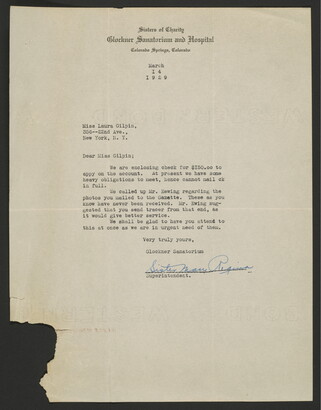 Sisters of Charity
Glockner Sanatorium and Hospital
Colorado Springs, Colorado
March
14
1929
Miss Laura Gilpin,
Ave.,
New York, N. Y.
Dear Miss Gilpin;
We are enclosing check for $150.00 to
apply on the account. At present we have some
heavy obligations to meet, hence cannot mail ck
in full.
We called up Mr. Ewing regarding the
photos you mailed to the Gazette. These as you
know have never been received. Mr. Ewing sug-
gested that you send tracer from that end, as
it would give better service.
We shall be glad to have you attend to
this at once as we are in urgent need of them.
Very truly yours,
Glockner Sanatorium
Sister Mary Regina
Superintendent.